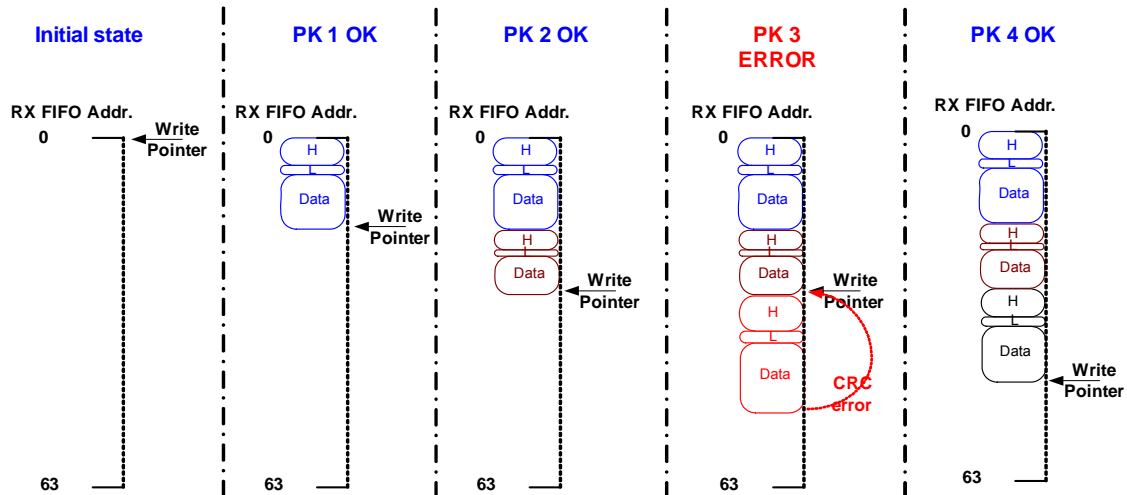 Initial state
RX FIFO Addr.
0
Write
Pointer
63
PK 1 OK
RX FIFO Addr.
0
H
L
Data
Write
Pointer
63
PK 2 OK
RX FIFO Addr.
0
H
L
Data
H
L
Data
Write
Pointer
63
PK 3
ERROR
RX FIFO Addr.
0
H
L
Data
H
L
Data
Write
Pointer
H
L
Data
CRC
error
63
PK 4 OK
RX FIFO Addr.
0
H
L
Data
H
L
Data
H
L
Data
Write
Pointer
63